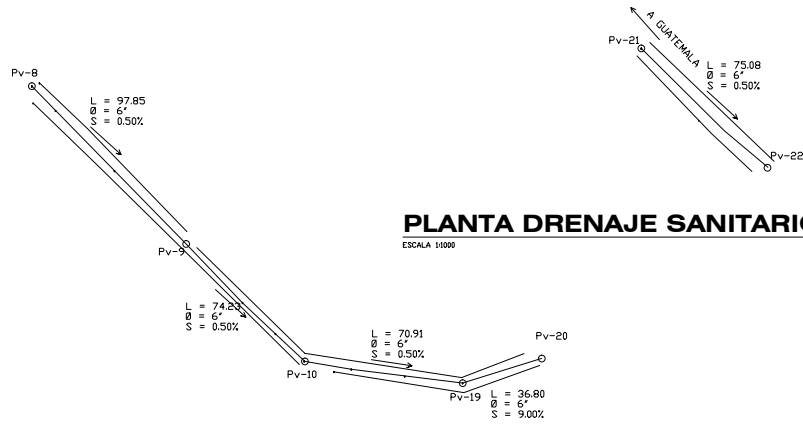 A GUATEMALA
Pv-21
L = 75.08
Ø = 6"
S = 0.50%
Pv-22
Pv-8
L = 97.85
Ø = 6"
S = 0.50%
PLANTA DRENAJE SANITARIO
ESCALA 1:1000
Pv-9
L = 74.23
Ø = 6"
S = 0.50%
Pv-10
L = 70.91
Ø = 6"
S = 0.50%
Pv-20
Pv-19
L = 36.80
Ø = 6"
S = 9.00%